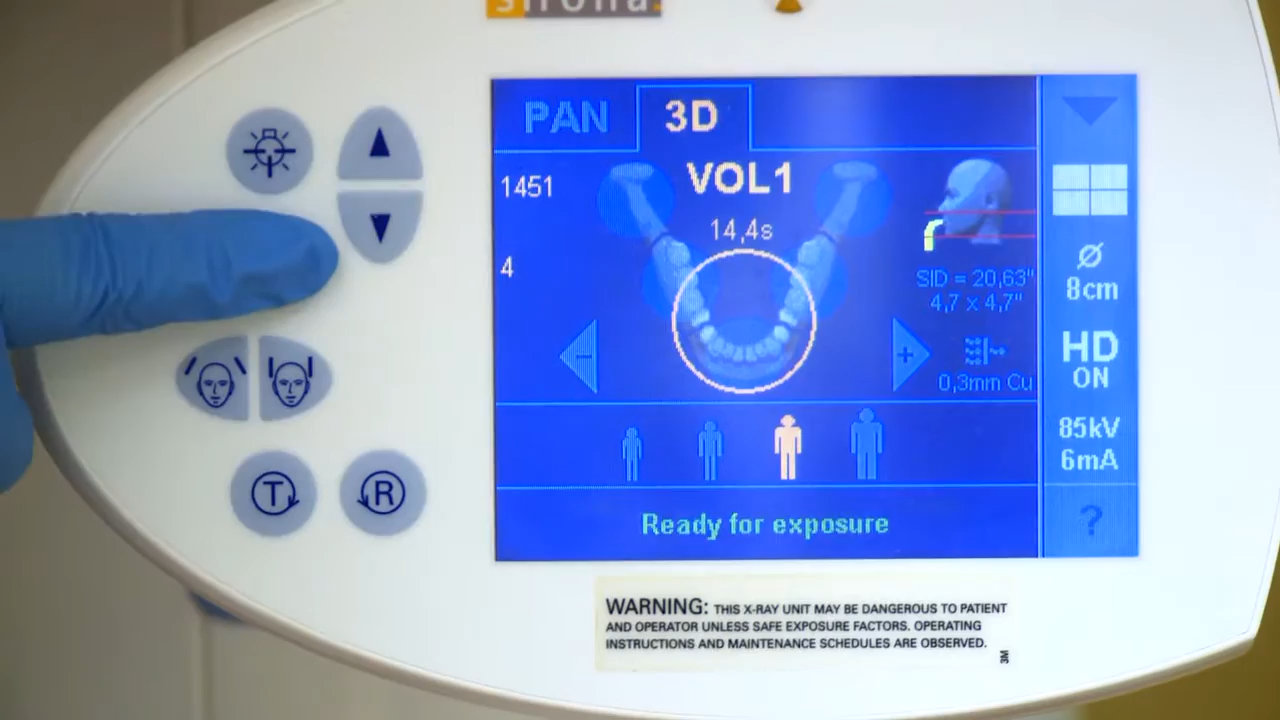 sirona.
PAN
3D
VOL1
1451
14,4s
4
SID = 20,63"
4,7 x 4,7"
0,3mm Cu
8cm
HD
ON
85kV
6mA
?
Ready for exposure
T
R
WARNING: THIS X-RAY UNIT MAY BE DANGEROUS TO PATIENT
AND OPERATOR UNLESS SAFE EXPOSURE FACTORS. OPERATING
INSTRUCTIONS AND MAINTENANCE SCHEDULES ARE OBSERVED.
3M